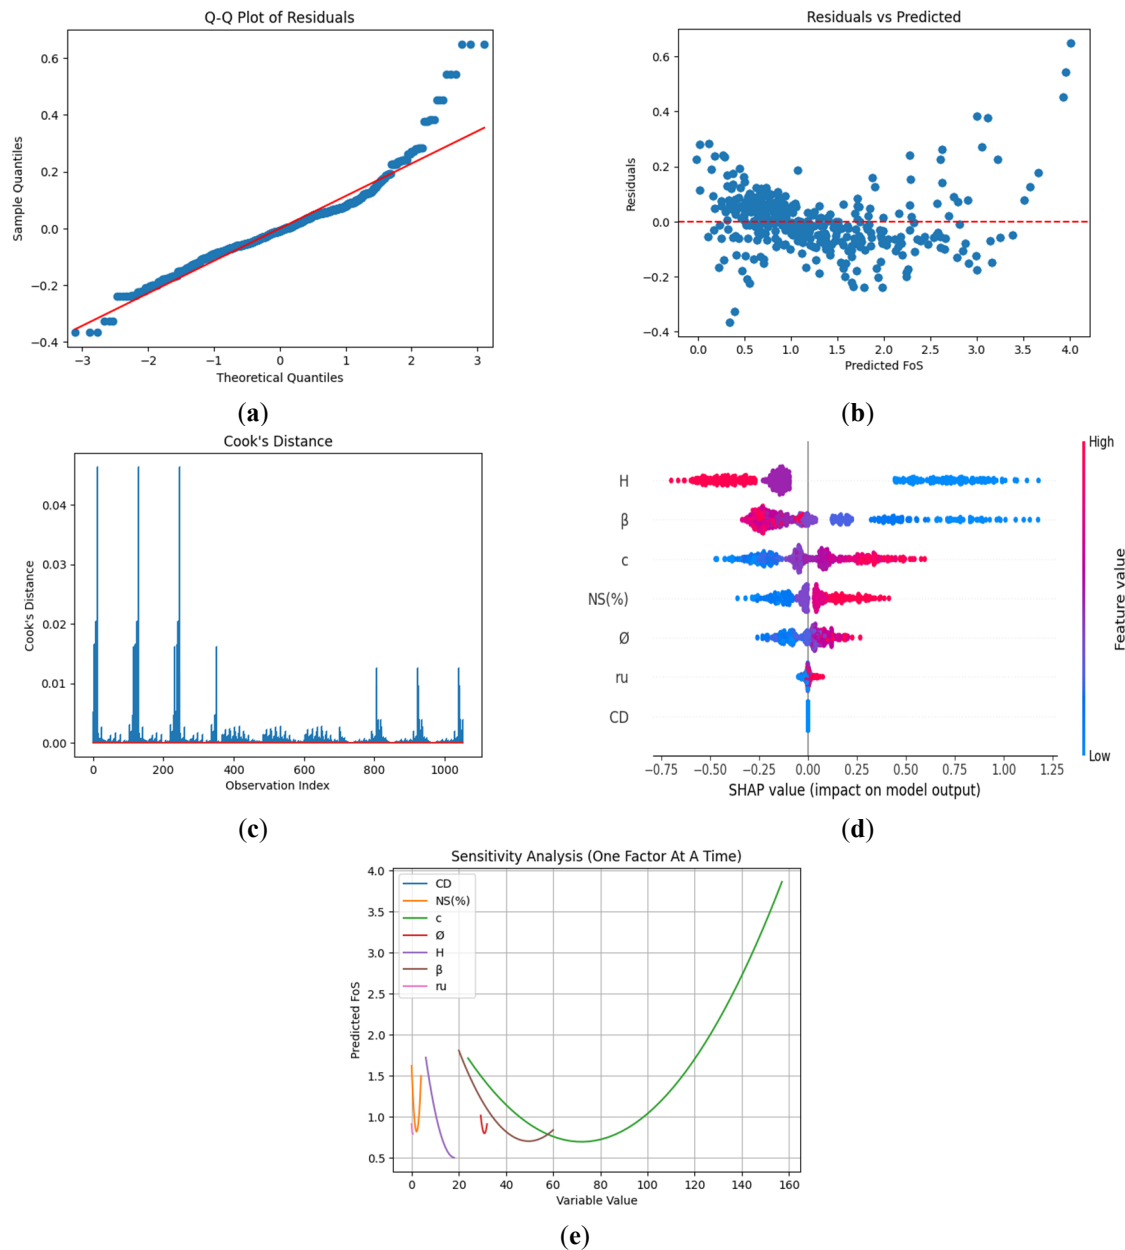 Q-Q Plot of Residuals
Sample Quantiles
0.6
0.4
0.2
0.0
−0.2
−0.4
−3 −2 −1 0 1 2 3
Theoretical Quantiles
(a)
Residuals vs Predicted
Residuals
0.6
0.4
0.2
0.0
−0.2
−0.4
0.0 0.5 1.0 1.5 2.0 2.5 3.0 3.5 4.0
Predicted FoS
(b)
Cook's Distance
Cook's Distance
0.04
0.03
0.02
0.01
0.00
0 200 400 600 800 1000
Observation Index
(c)
H
β
c
NS(%)
Ø
ru
CD
−0.75 −0.50 −0.25 0.00 0.25 0.50 0.75 1.00 1.25
SHAP value (impact on model output)
High
Feature value
Low
(d)
Sensitivity Analysis (One Factor At A Time)
Predicted FoS
4.0
3.5
3.0
2.5
2.0
1.5
1.0
0.5
CD
NS(%)
c
Ø
H
β
ru
0 20 40 60 80 100 120 140 160
Variable Value
(e)